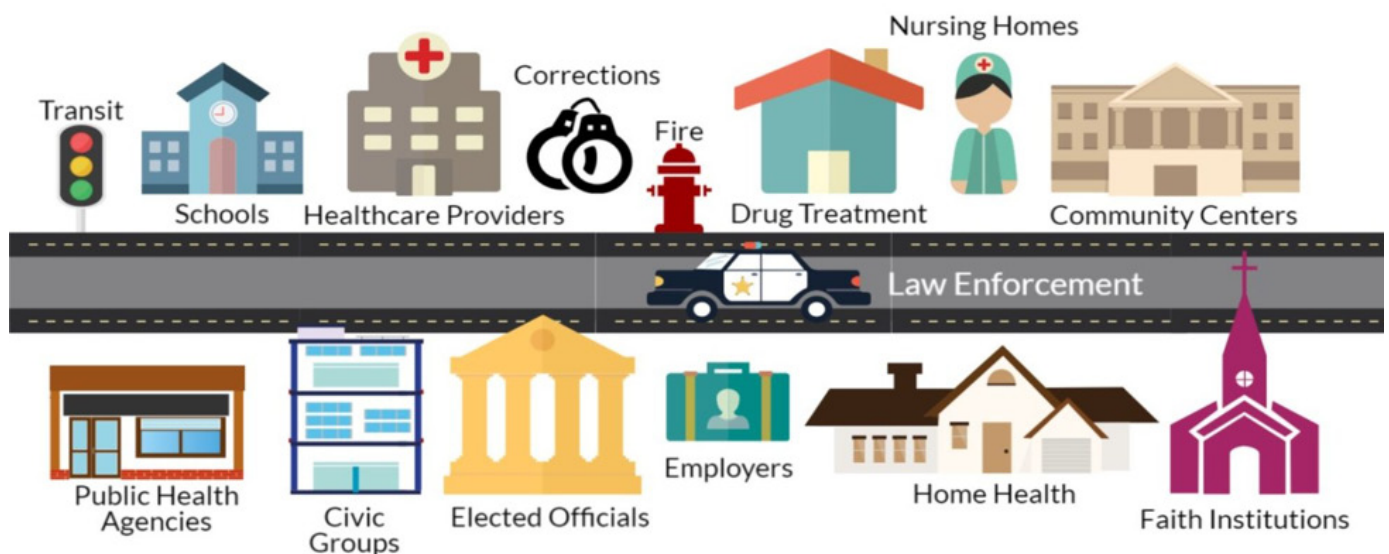 Nursing Homes
Corrections
Transit
Fire
Schools
Healthcare Providers
Drug Treatment
Community Centers
Law Enforcement
Public Health
Agencies
Civic
Groups
Elected Officials
Employers
Home Health
Faith Institutions